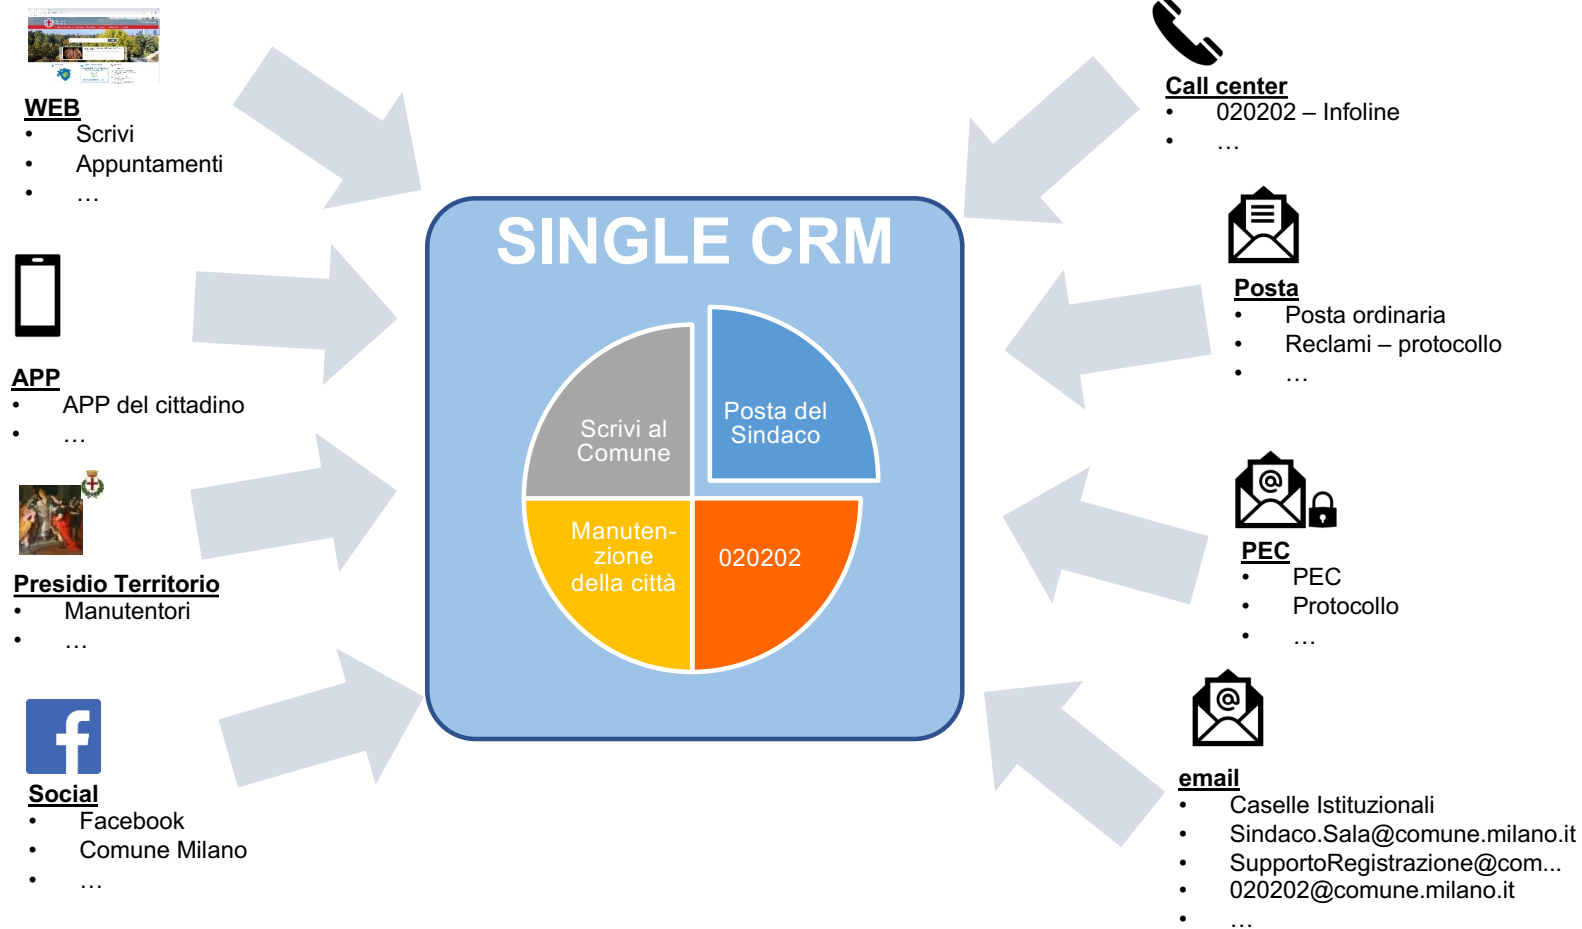 WEB
• Scrivi
• Appuntamenti
• …
APP
• APP del cittadino
• …
Presidio Territorio
• Manutentori
• …
Social
• Facebook
• Comune Milano
• …
SINGLE CRM
Scrivi al
Comune
Posta del
Sindaco
Manuten-
zione
della città
020202
Call center
• 020202 – Infoline
• …
Posta
• Posta ordinaria
• Reclami – protocollo
• …
PEC
• PEC
• Protocollo
• …
email
• Caselle Istituzionali
• Sindaco.Sala@comune.milano.it
• SupportoRegistrazione@com...
• 020202@comune.milano.it
• …